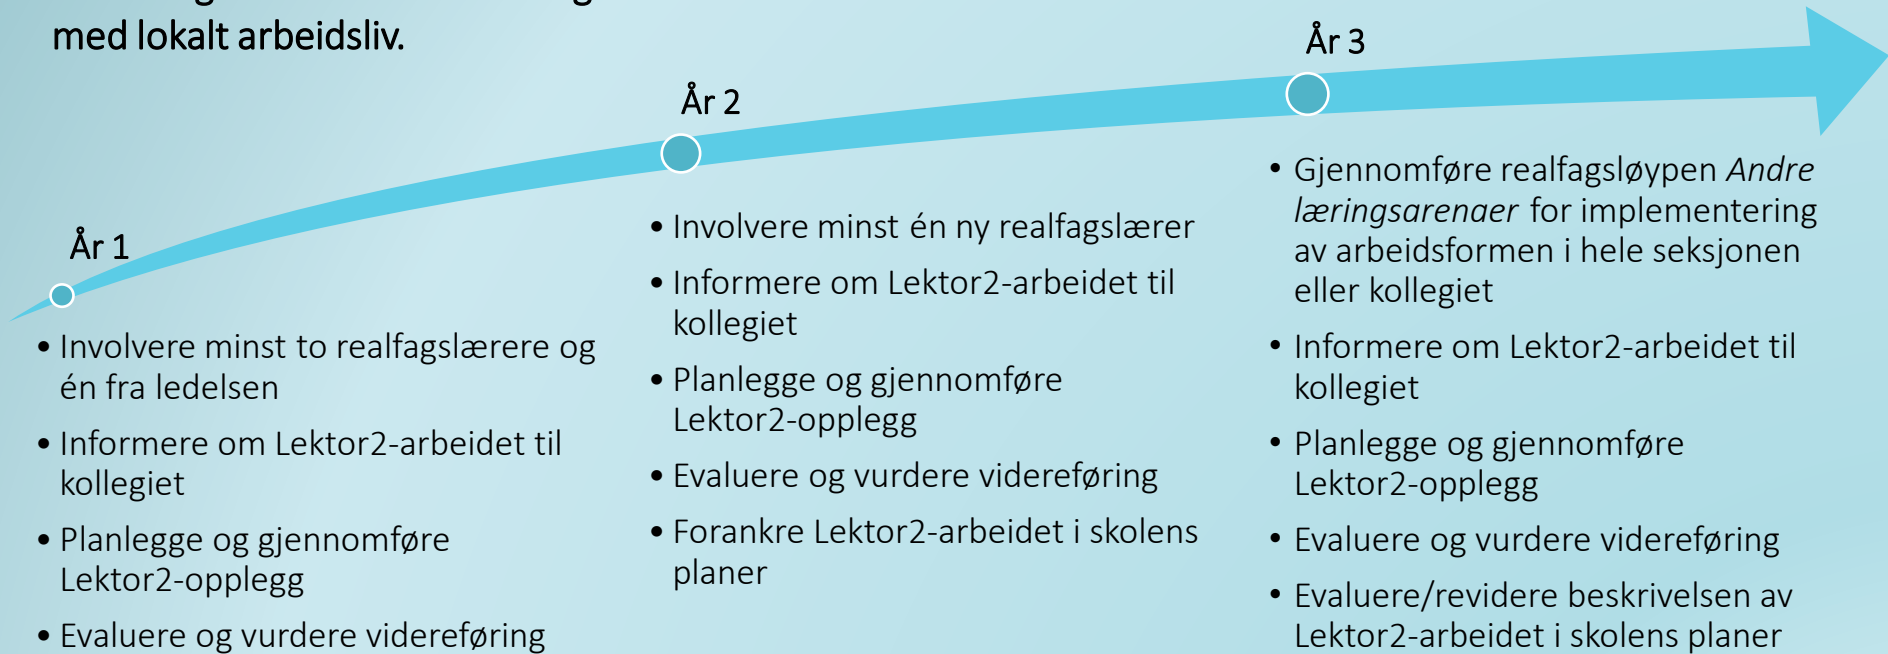 med lokalt arbeidsliv.
År 1
• Involvere minst to realfagslærere og
én fra ledelsen
• Informere om Lektor2-arbeidet til
kollegiet
• Planlegge og gjennomføre
Lektor2-opplegg
• Evaluere og vurdere videreføring
År 2
• Involvere minst én ny realfagslærer
• Informere om Lektor2-arbeidet til
kollegiet
• Planlegge og gjennomføre
Lektor2-opplegg
• Evaluere og vurdere videreføring
• Forankre Lektor2-arbeidet i skolens
planer
År 3
• Gjennomføre realfagsløypen Andre
læringsarenaer for implementering
av arbeidsformen i hele seksjonen
eller kollegiet
• Informere om Lektor2-arbeidet til
kollegiet
• Planlegge og gjennomføre
Lektor2-opplegg
• Evaluere og vurdere videreføring
• Evaluere/revidere beskrivelsen av
Lektor2-arbeidet i skolens planer